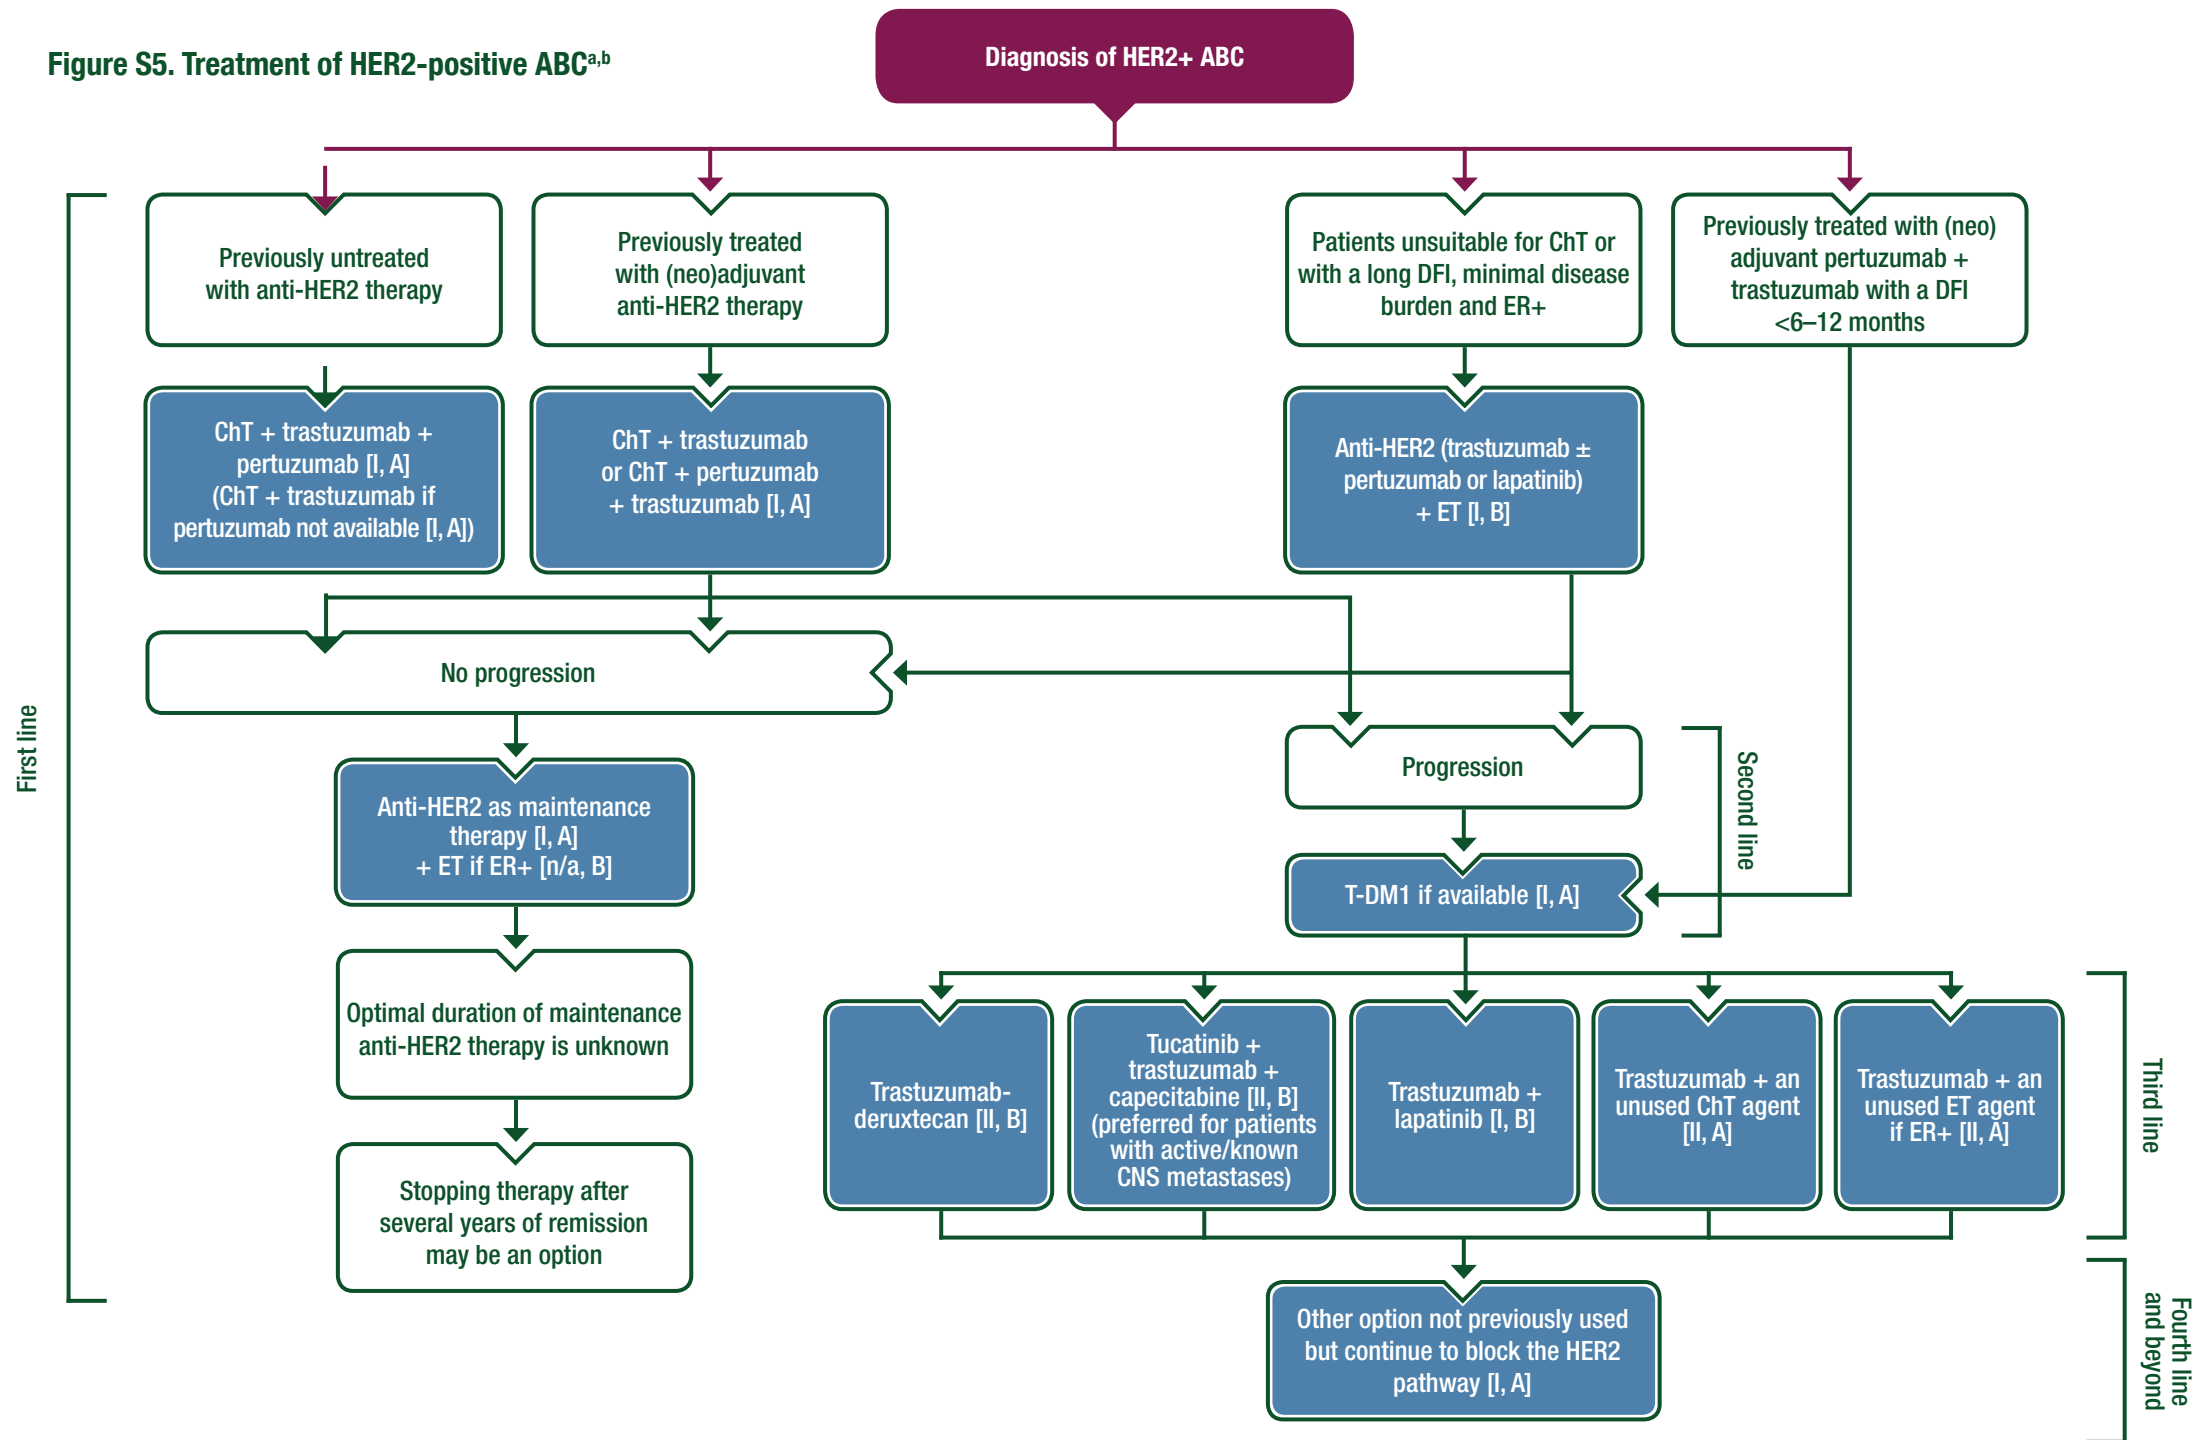 Figure S5. Treatment of HER2-positive ABCa,b
Diagnosis of HER2+ ABC
Previously untreated
with anti-HER2 therapy
Previously treated
with (neo)adjuvant
anti-HER2 therapy
Patients unsuitable for ChT or
with a long DFI, minimal disease
burden and ER+
Previously treated with (neo)
adjuvant pertuzumab +
trastuzumab with a DFI
<6–12 months
ChT + trastuzumab +
pertuzumab [I, A]
(ChT + trastuzumab if
pertuzumab not available [I, A])
ChT + trastuzumab
or ChT + pertuzumab
+ trastuzumab [I, A]
Anti-HER2 (trastuzumab ±
pertuzumab or lapatinib)
+ ET [I, B]
No progression
Progression
First line
Second line
Anti-HER2 as maintenance
therapy [I, A]
+ ET if ER+ [n/a, B]
T-DM1 if available [I, A]
Optimal duration of maintenance
anti-HER2 therapy is unknown
Stopping therapy after
several years of remission
may be an option
Trastuzumab-
deruxtecan [II, B]
Tucatinib +
trastuzumab +
capecitabine [II, B]
(preferred for patients
with active/known
CNS metastases)
Trastuzumab +
lapatinib [I, B]
Trastuzumab + an
unused ChT agent
[II, A]
Trastuzumab + an
unused ET agent
if ER+ [II, A]
Third line
Other option not previously used
but continue to block the HER2
pathway [I, A]
Fourth line
and beyond